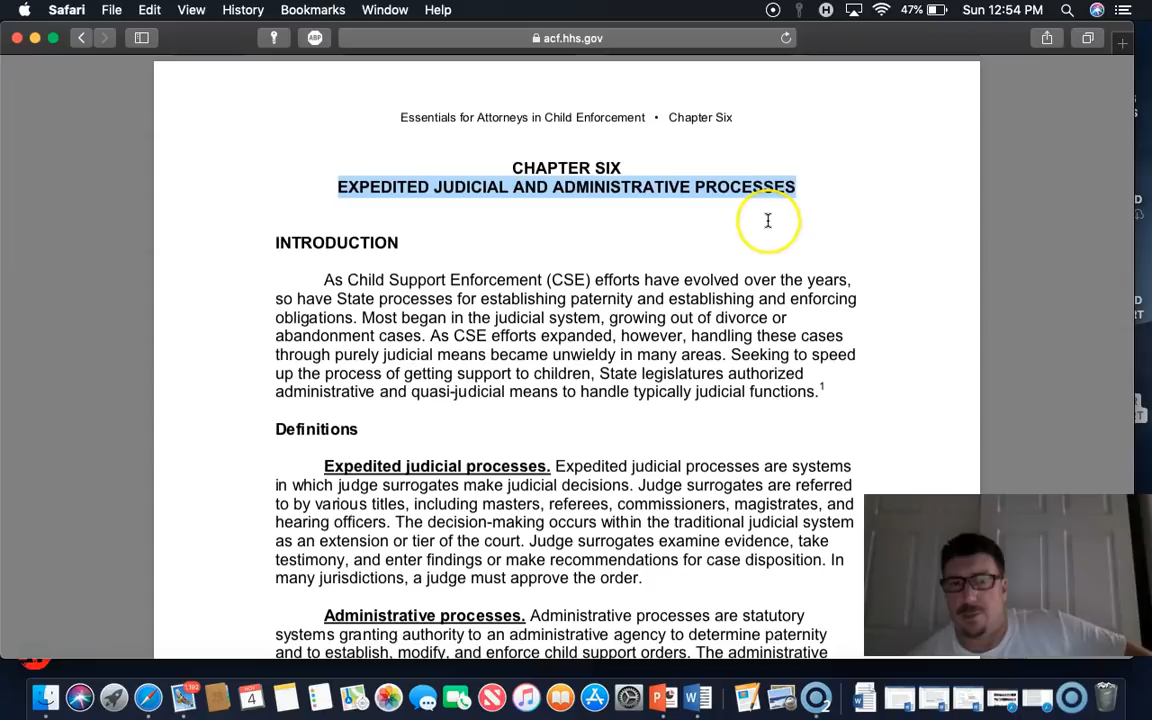 Safari File Edit View History Bookmarks Window Help 47% Sun 12:54 PM
ABP acf.hhs.gov
Essentials for Attorneys in Child Enforcement • Chapter Six
CHAPTER SIX
EXPEDITED JUDICIAL AND ADMINISTRATIVE PROCESSES
INTRODUCTION
As Child Support Enforcement (CSE) efforts have evolved over the years,
so have State processes for establishing paternity and establishing and enforcing
obligations. Most began in the judicial system, growing out of divorce or
abandonment cases. As CSE efforts expanded, however, handling these cases
through purely judicial means became unwieldy in many areas. Seeking to speed
up the process of getting support to children, State legislatures authorized
administrative and quasi-judicial means to handle typically judicial functions.1
Definitions
Expedited judicial processes. Expedited judicial processes are systems
in which judge surrogates make judicial decisions. Judge surrogates are referred
to by various titles, including masters, referees, commissioners, magistrates, and
hearing officers. The decision-making occurs within the traditional judicial system
as an extension or tier of the court. Judge surrogates examine evidence, take
testimony, and enter findings or make recommendations for case disposition. In
many jurisdictions, a judge must approve the order.
Administrative processes. Administrative processes are statutory
systems granting authority to an administrative agency to determine paternity
and to establish, modify, and enforce child support orders. The administrative